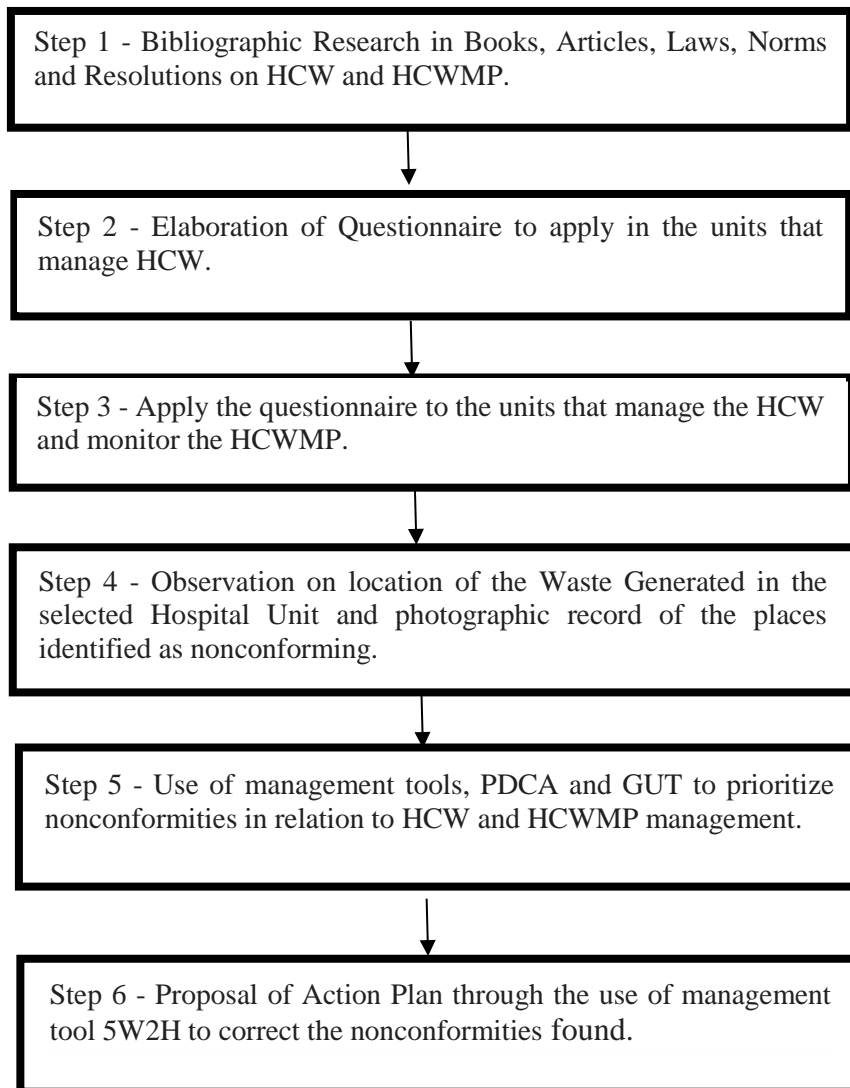 Step 1 - Bibliographic Research in Books, Articles, Laws, Norms
and Resolutions on HCW and HCWMP.
Step 2 - Elaboration of Questionnaire to apply in the units that
manage HCW.
Step 3 - Apply the questionnaire to the units that manage the HCW
and monitor the HCWMP.
Step 4 - Observation on location of the Waste Generated in the
selected Hospital Unit and photographic record of the places
identified as nonconforming.
Step 5 - Use of management tools, PDCA and GUT to prioritize
nonconformities in relation to HCW and HCWMP management.
Step 6 - Proposal of Action Plan through the use of management
tool 5W2H to correct the nonconformities found.